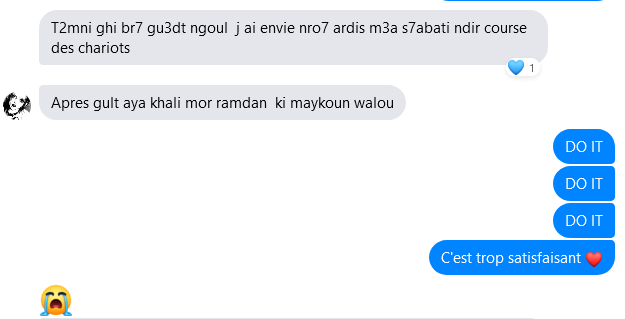 T2mni ghi br7 gu3dt ngoul  j ai envie nro7 ardis m3a s7abati ndir course
des chariots
1
Apres gult aya khali mor ramdan  ki maykoun walou
DO IT
DO IT
DO IT
C'est trop satisfaisant ❤️
😭